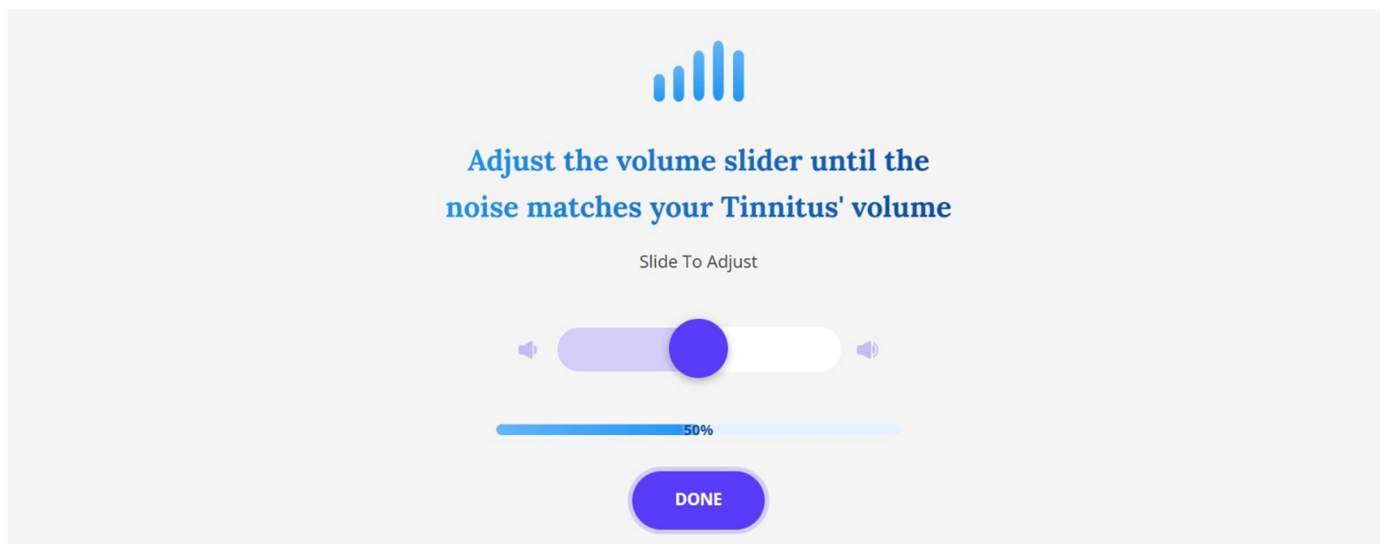 Adjust the volume slider until the
noise matches your Tinnitus' volume
Slide To Adjust
50%
DONE